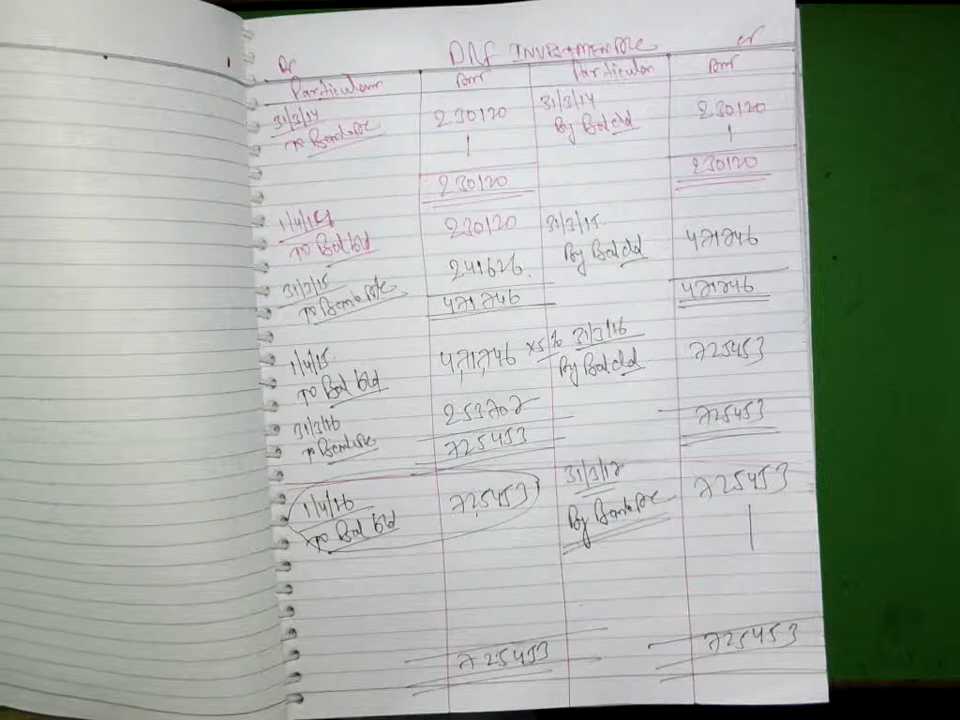 Dr DRF Investment A/c Cr
Particulars Amt Particulars Amt
31/3/14 31/3/14
To Bank A/c 230120 By Bal c/d 230120
230120 230120
1/4/14 31/3/15
To Bal b/d 230120 By Bal c/d 471746
31/3/15 241626
To Bank A/c 471746 471746
1/4/15 31/3/16
To Bal b/d 471746 x5% By Bal c/d 725453
31/3/16 253707
To Bank A/c 725453 725453
1/4/16 31/3/17
To Bal b/d 725453 By Bank A/c 725453
725453 725453